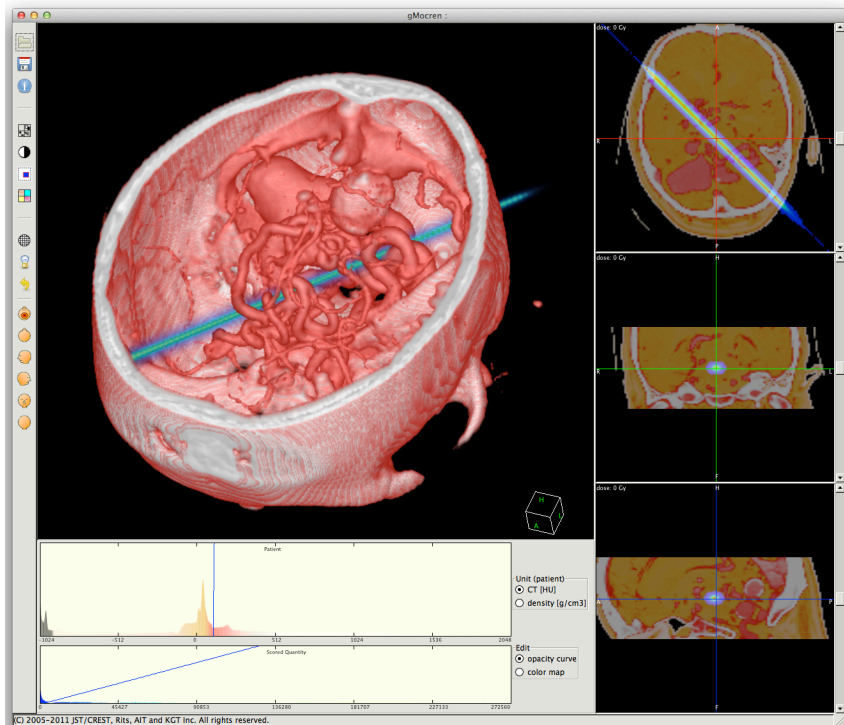 gMocren :
dose: 0 Gy
A
R
L
P
dose: 0 Gy
H
R
L
F
dose: 0 Gy
H
A
P
F
H
A
L
Patient
-1024
-512
0
512
1024
1536
2048
Unit (patient)
CT [HU]
density [g/cm3]
Scored Quantity
0
45426
90853
136280
181707
227133
272560
Edit
opacity curve
color map
(C) 2005-2011 JST/CREST, Rits, AIT and KGT Inc. All rights reserved.